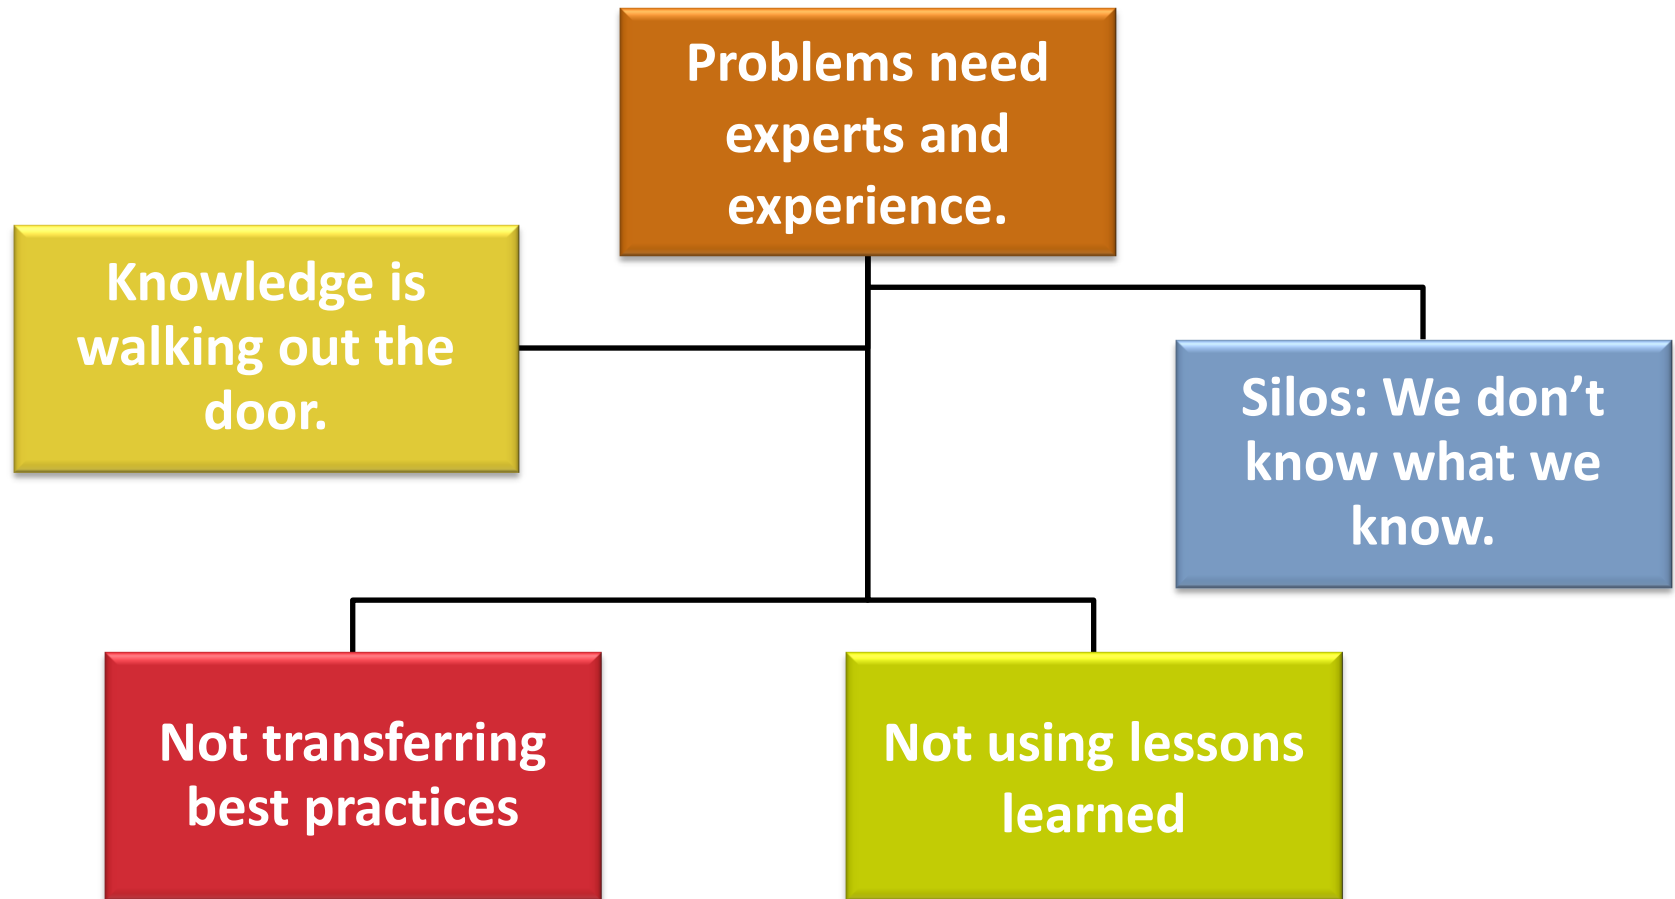 Problems need
experts and
experience.
Knowledge is
walking out the
door.
Silos: We don’t
know what we
know.
Not transferring
best practices
Not using lessons
learned